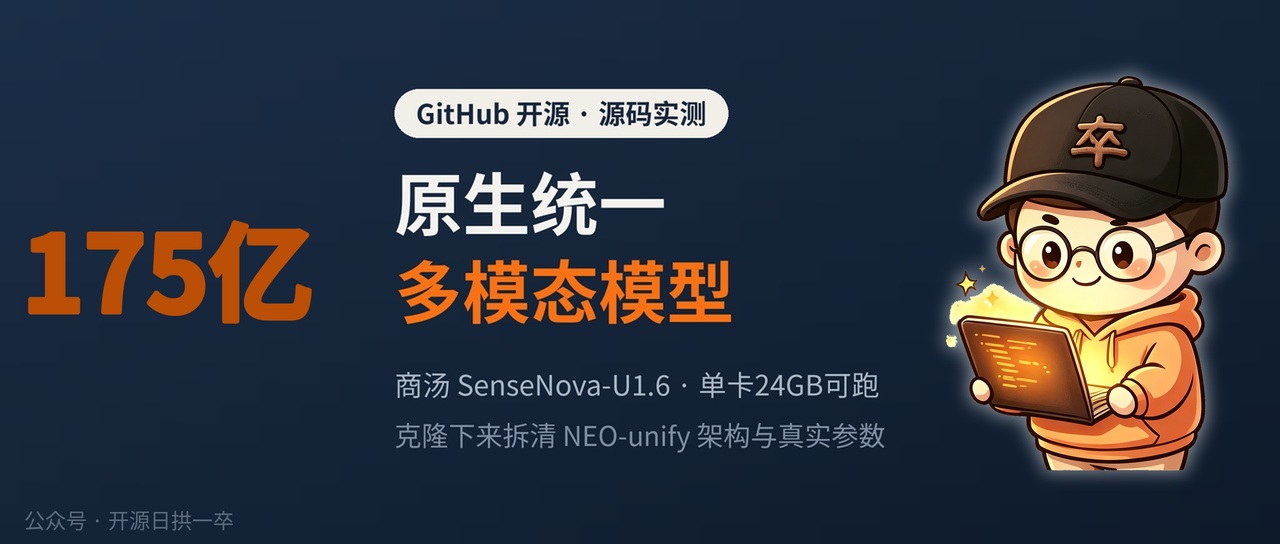 GitHub 开源 · 源码实测
原生统一
多模态模型
175亿
商汤 SenseNova-U1.6 · 单卡24GB可跑
克隆下来拆清 NEO-unify 架构与真实参数
公众号 · 开源日拱一卒
卒